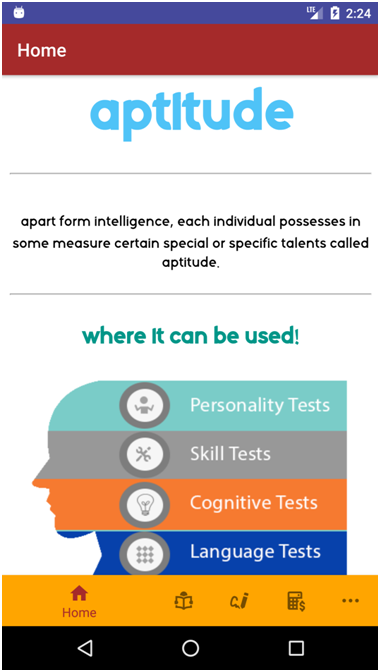 LTE 2:24
Home
aptitude
apart form intelligence, each individual possesses in
some measure certain special or specific talents called
aptitude.
where it can be used!
Personality Tests
Skill Tests
Cognitive Tests
Language Tests
Home